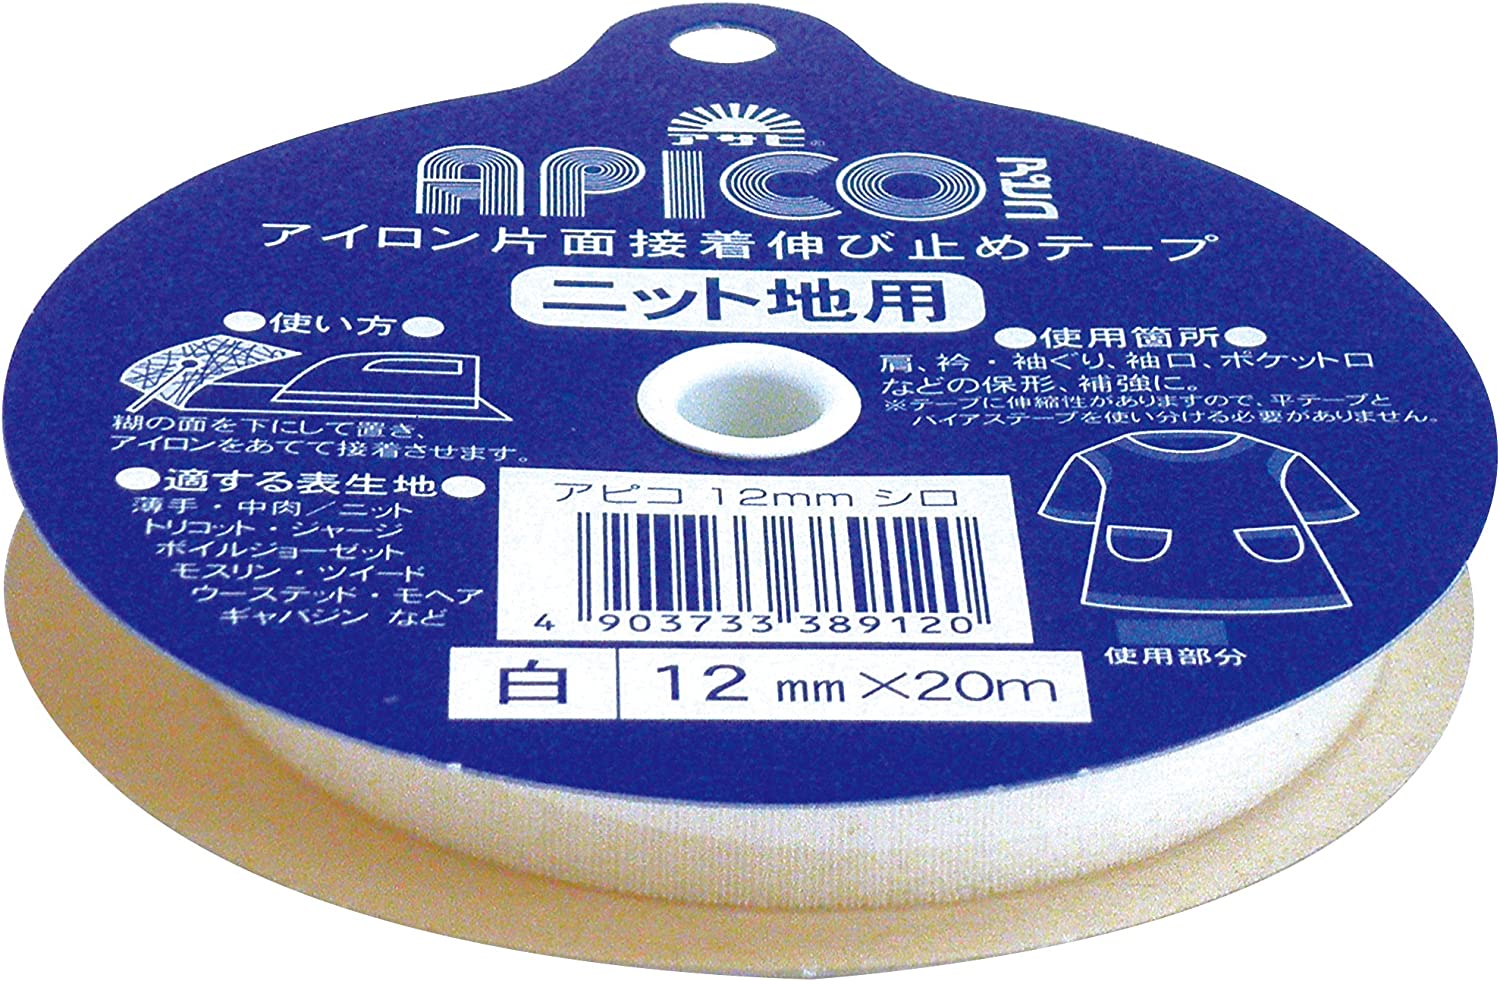 アサヒ®
APICO アピコ
アイロン片面接着伸び止めテープ
ニット地用
●使い方●
糊の面を下にして置き、
アイロンをあてて接着させます。
●適する表生地●
薄手・中肉/ニット
トリコット・ジャージ
ボイルジョーゼット
モスリン・ツイード
ウーステッド・モヘア
ギャバジン など
●使用箇所●
肩、衿・袖ぐり、袖口、ポケット口
などの保形、補強に。
※テープに伸縮性がありますので、平テープと
バイアステープを使い分ける必要がありません。
使用部分
アピコ 12mm シロ
4 903733 389120
白 12mm×20m